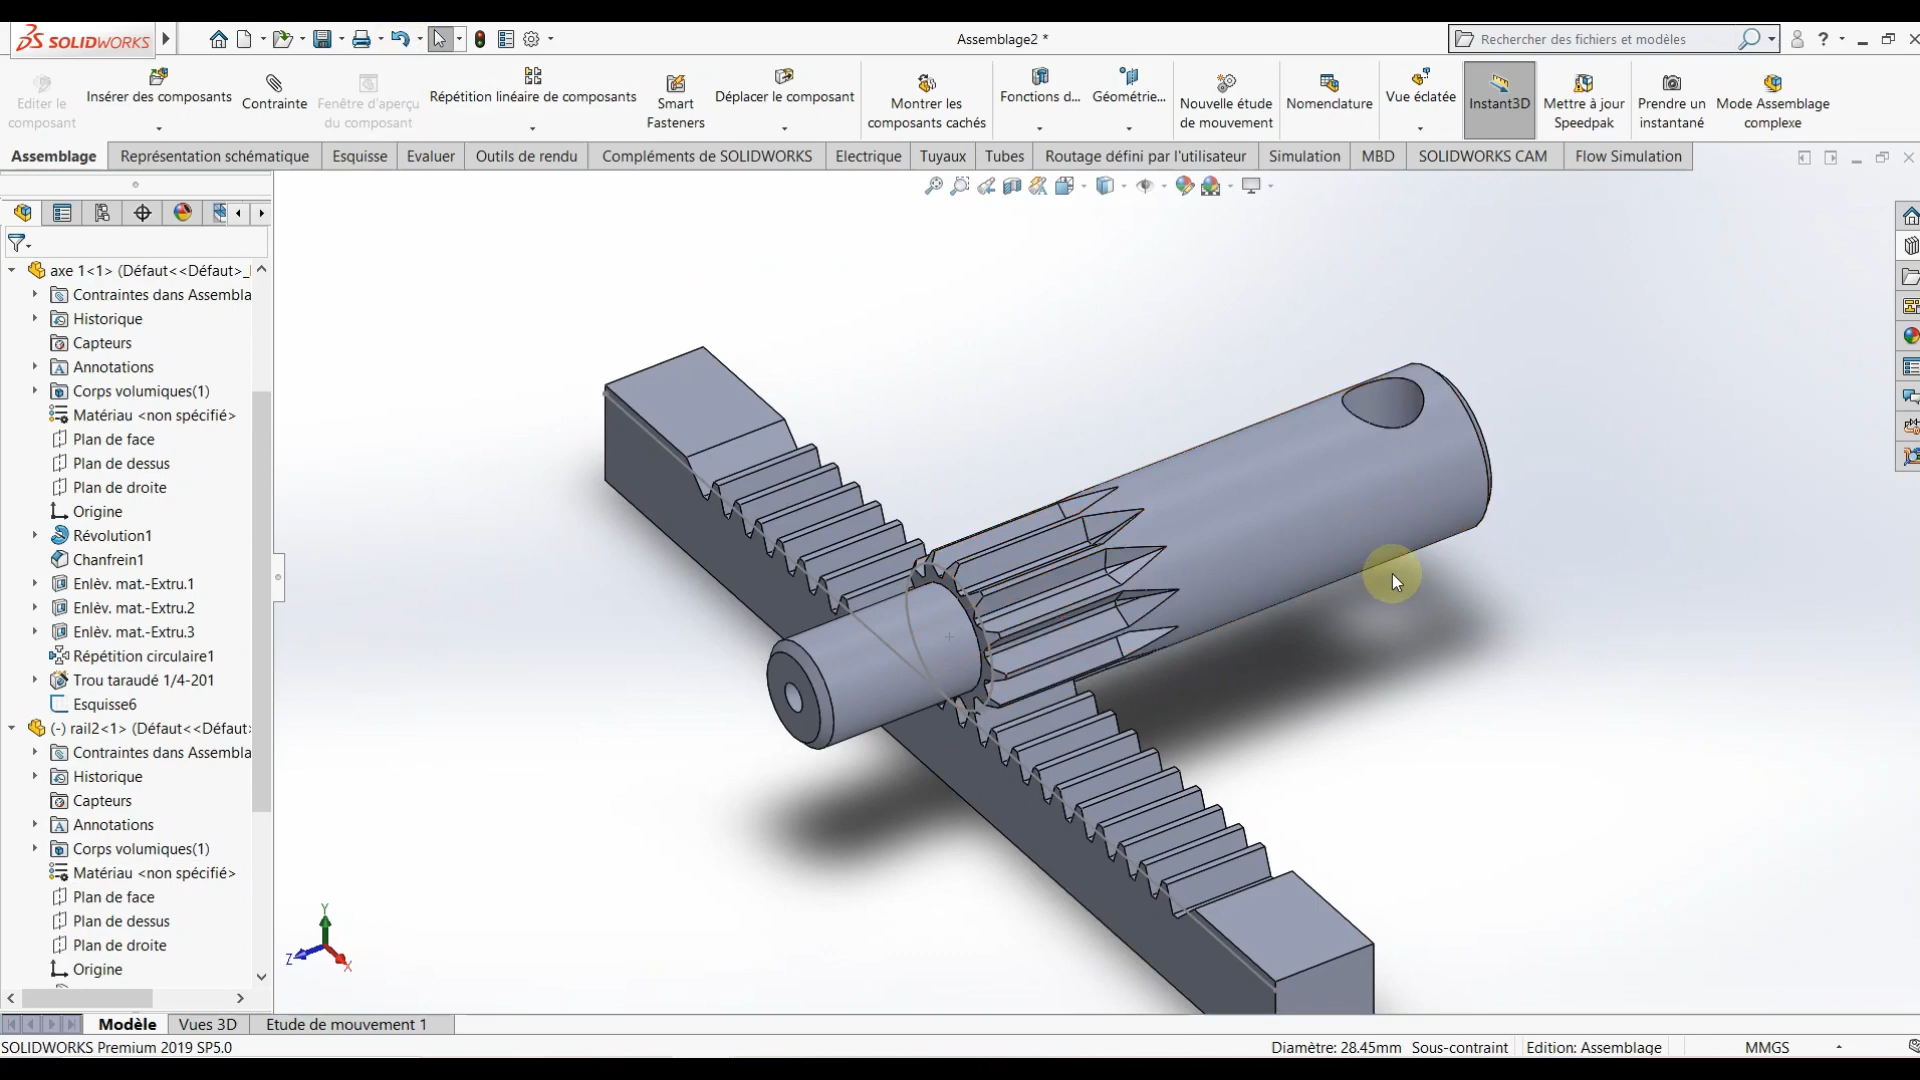 SOLIDWORKS
Assemblage2 *
Rechercher des fichiers et modèles
?
Editer le composant
Insérer des composants
Contrainte
Fenêtre d'aperçu du composant
Répétition linéaire de composants
Smart Fasteners
Déplacer le composant
Montrer les composants cachés
Fonctions d...
Géométrie...
Nouvelle étude de mouvement
Nomenclature
Vue éclatée
Instant3D
Mettre à jour Speedpak
Prendre un instantané
Mode Assemblage complexe
Assemblage
Représentation schématique
Esquisse
Evaluer
Outils de rendu
Compléments de SOLIDWORKS
Electrique
Tuyaux
Tubes
Routage défini par l'utilisateur
Simulation
MBD
SOLIDWORKS CAM
Flow Simulation
axe 1<1> (Défaut<<Défaut>_
Contraintes dans Assembla
Historique
Capteurs
Annotations
Corps volumiques(1)
Matériau <non spécifié>
Plan de face
Plan de dessus
Plan de droite
Origine
Révolution1
Chanfrein1
Enlèv. mat.-Extru.1
Enlèv. mat.-Extru.2
Enlèv. mat.-Extru.3
Répétition circulaire1
Trou taraudé 1/4-201
Esquisse6
(-) rail2<1> (Défaut<<Défaut>
Contraintes dans Assembla
Historique
Capteurs
Annotations
Corps volumiques(1)
Matériau <non spécifié>
Plan de face
Plan de dessus
Plan de droite
Origine
Y
Z
X
Modèle
Vues 3D
Etude de mouvement 1
SOLIDWORKS Premium 2019 SP5.0
Diamètre: 28.45mm
Sous-contraint
Edition: Assemblage
MMGS